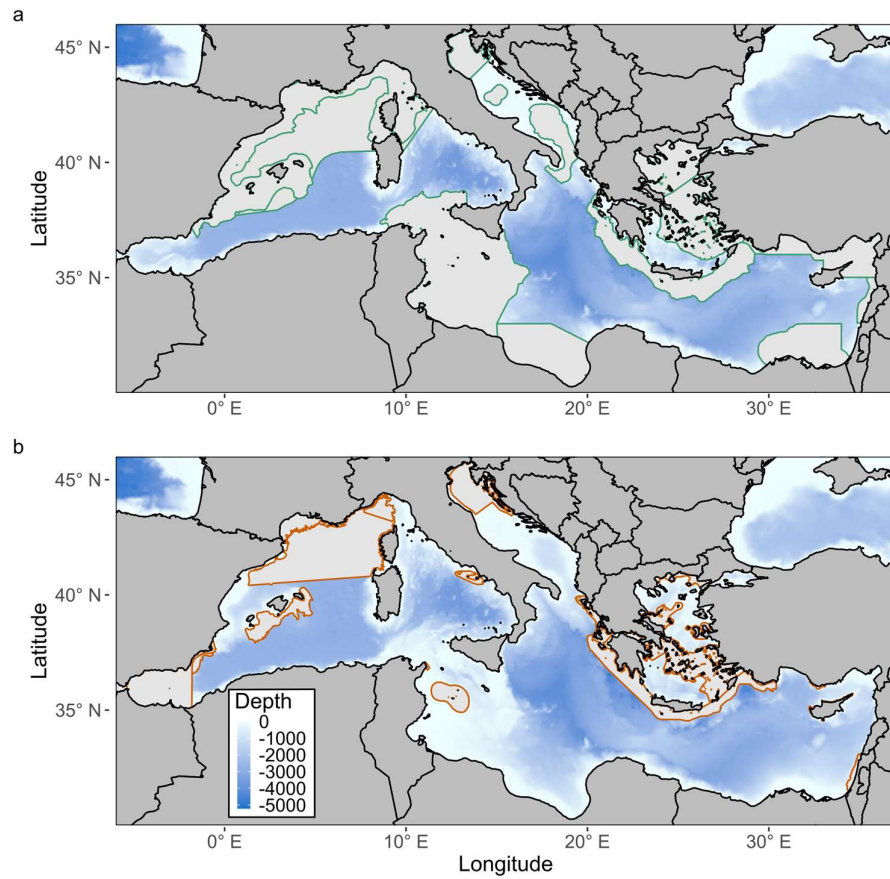 a
45° N
40° N
35° N
Latitude
0° E 10° E 20° E 30° E
b
45° N
40° N
35° N
Latitude
Depth
0
-1000
-2000
-3000
-4000
-5000
0° E 10° E 20° E 30° E
Longitude